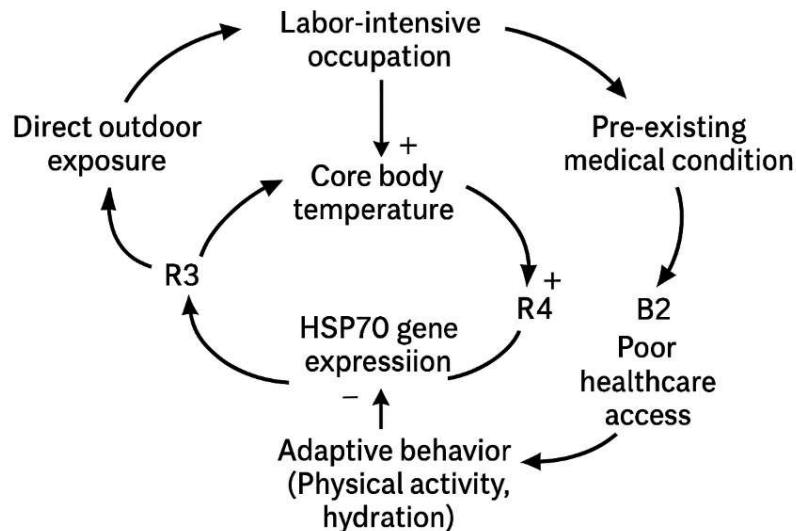 Labor-intensive
occupation
Direct outdoor
exposure
Pre-existing
medical condition
+
Core body
temperature
R3
+
R4
B2
HSP70 gene
expressiion
Poor
healthcare
access
−
Adaptive behavior
(Physical activity,
hydration)